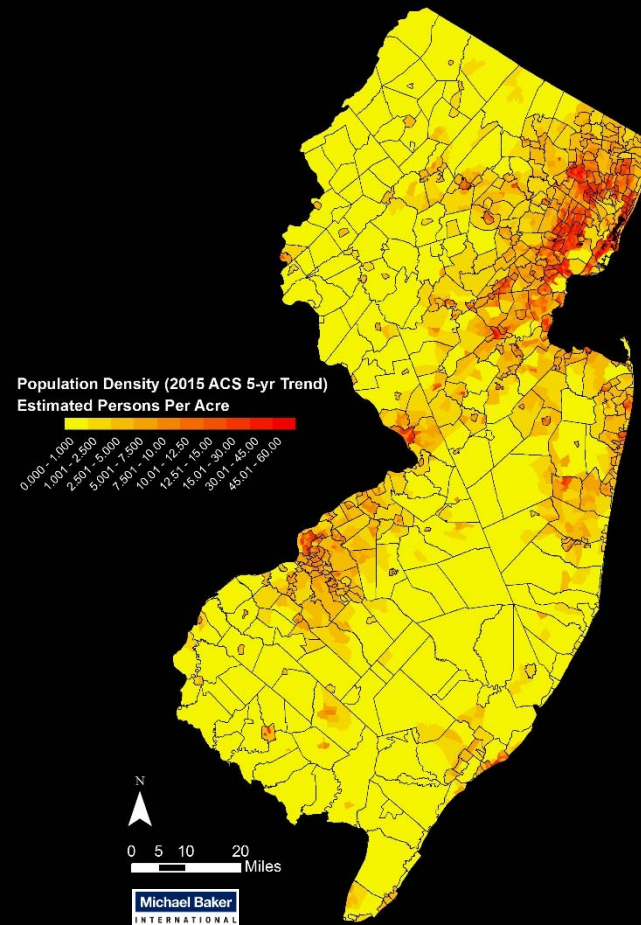 Population Density (2015 ACS 5-yr Trend)
Estimated Persons Per Acre
0.000 - 1.000
1.001 - 2.500
2.501 - 5.000
5.001 - 7.500
7.501 - 10.00
10.01 - 12.50
12.51 - 15.00
15.01 - 30.00
30.01 - 45.00
45.01 - 60.00
N
0 5 10 20
Miles
Michael Baker
INTERNATIONAL